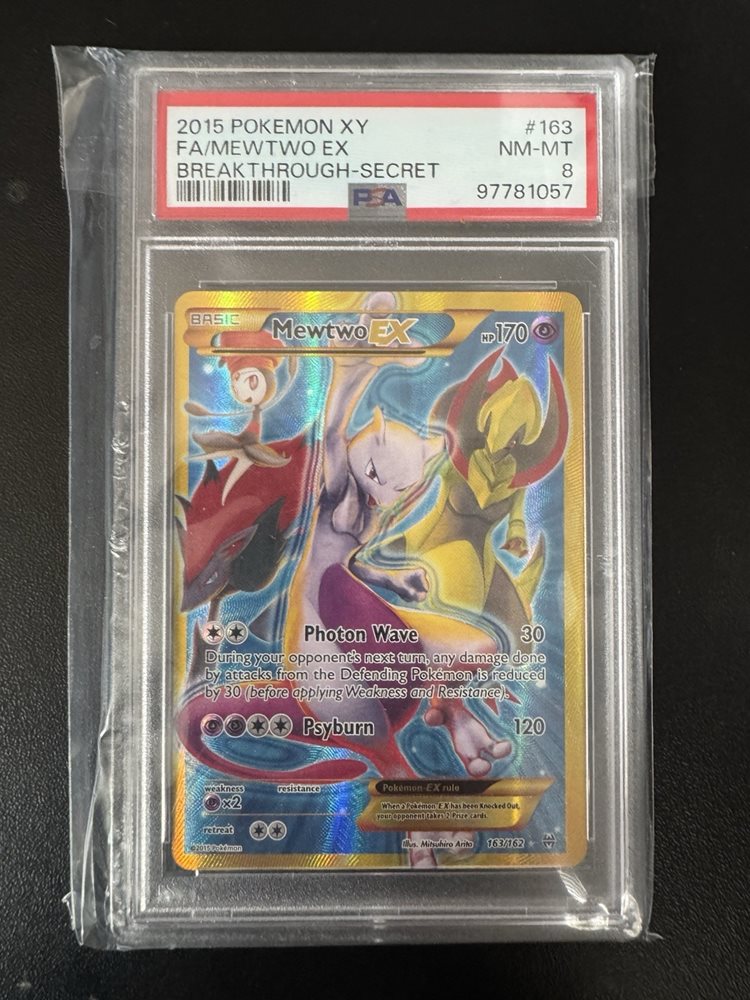 2015 POKEMON XY #163
FA/MEWTWO EX NM-MT
BREAKTHROUGH-SECRET 8
PSA 97781057
BASIC
MewtwoEX HP170
Photon Wave 30
During your opponent's next turn, any damage done
by attacks from the Defending Pokémon is reduced
by 30 (before applying Weakness and Resistance).
Psyburn 120
weakness resistance
×2
Pokémon-EX rule
When a Pokémon-EX has been Knocked Out,
your opponent takes 2 Prize cards.
retreat
©2015 Pokémon
Illus. Mitsuhiro Arita 163/162